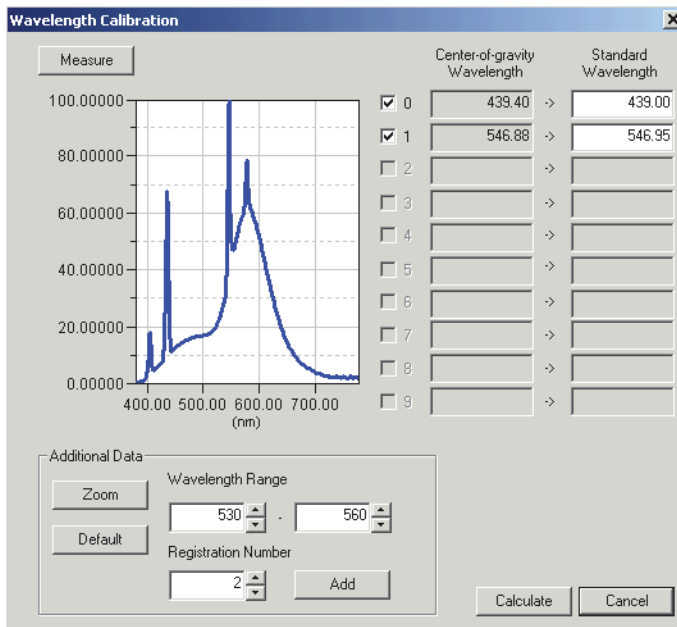 Wavelength Calibration
Measure
Center-of-gravity Wavelength
Standard Wavelength
100.00000
80.00000
60.00000
40.00000
20.00000
0.00000
400.00 500.00 600.00 700.00
(nm)
0 439.40 -> 439.00
1 546.88 -> 546.95
2 ->
3 ->
4 ->
5 ->
6 ->
7 ->
8 ->
9 ->
Additional Data
Zoom
Default
Wavelength Range
530 - 560
Registration Number
2
Add
Calculate
Cancel